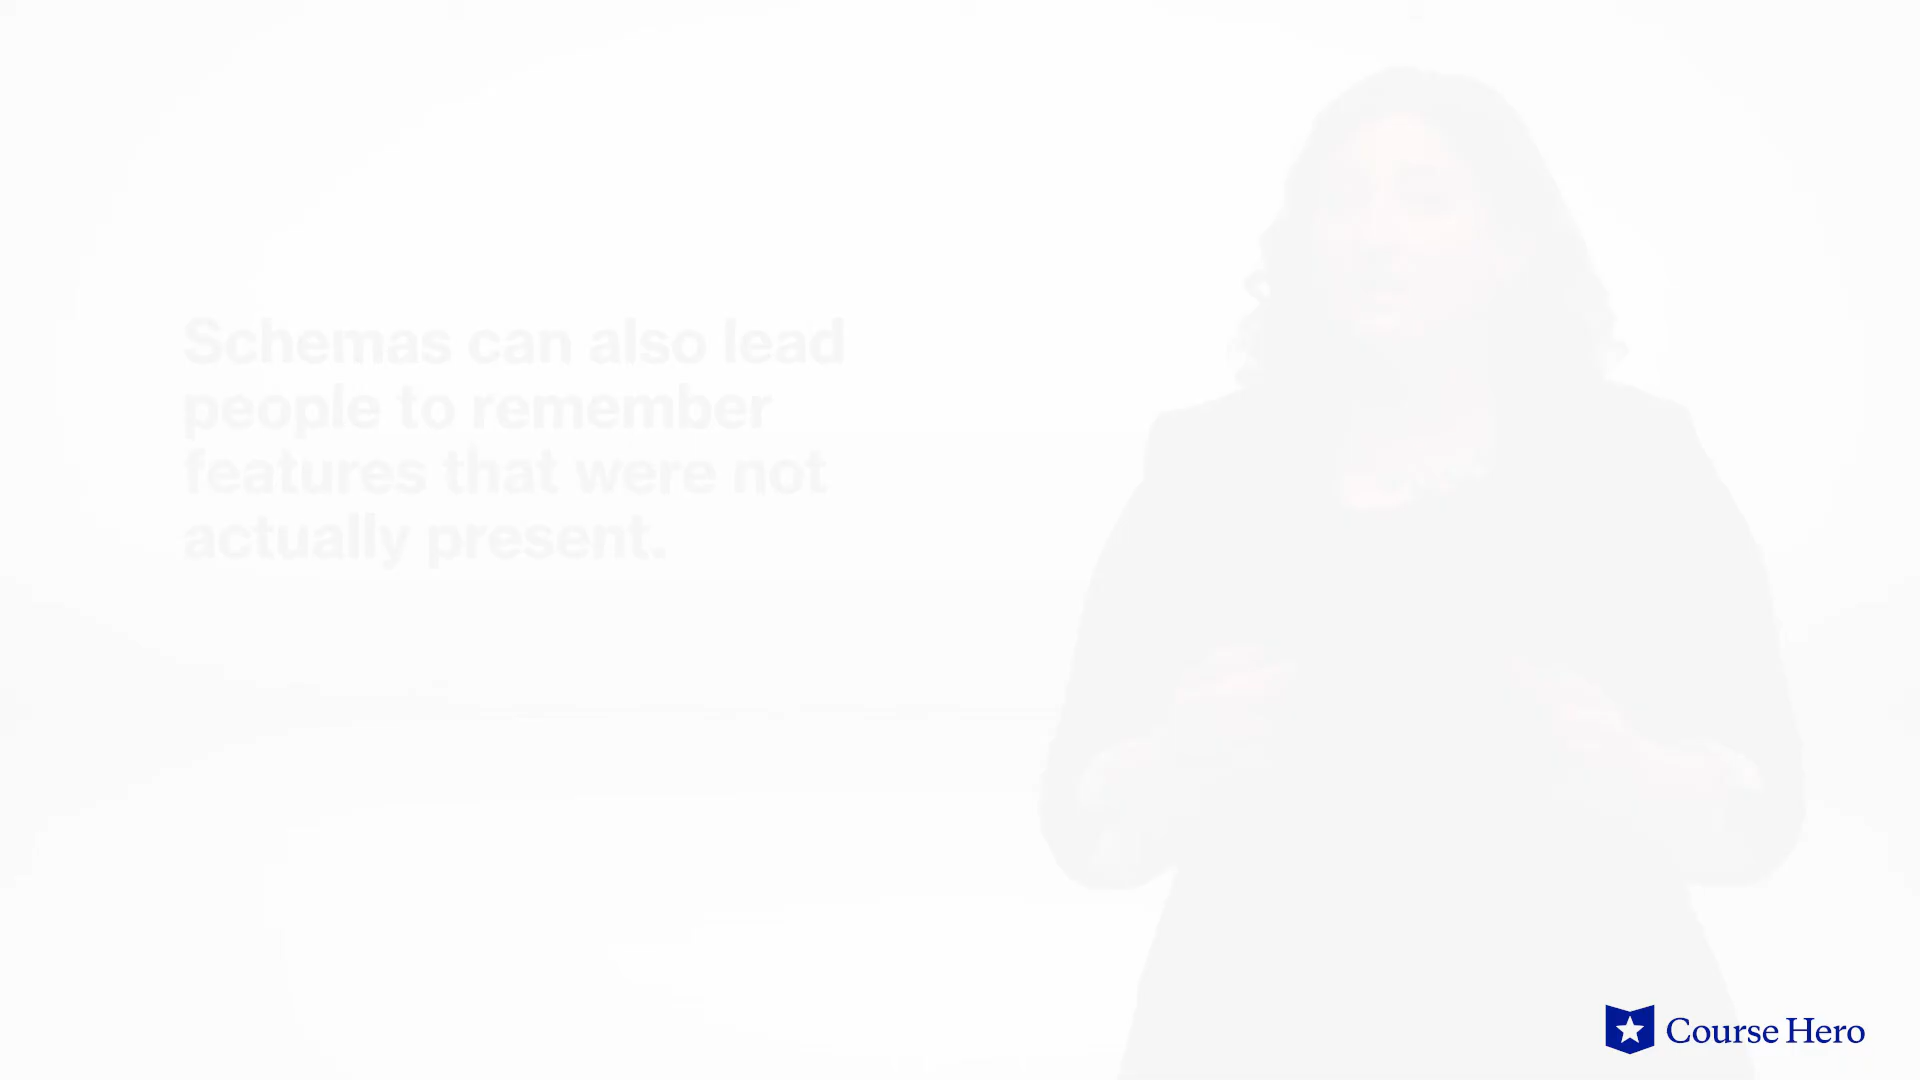 Schemas can also lead
people to remember
features that were not
actually present.
Course Hero